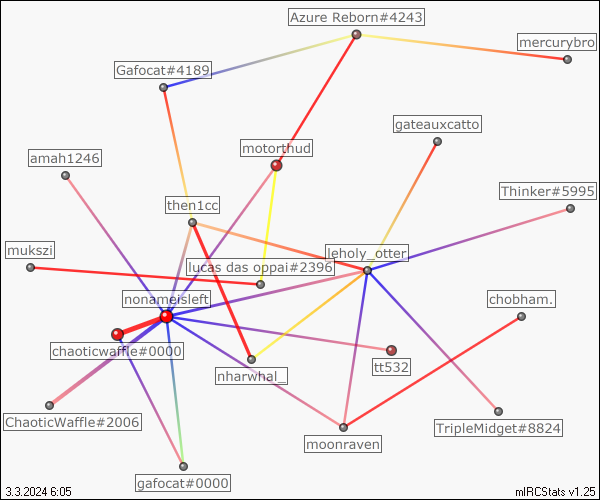 Azure Reborn#4243
mercurybro
Gafocat#4189
gateauxcatto
motorthud
amah1246
Thinker#5995
then1cc
mukszi
leholy_otter
lucas das oppai#2396
nonameisleft
chobham.
chaoticwaffle#0000
nharwhal_
tt532
ChaoticWaffle#2006
TripleMidget#8824
moonraven
gafocat#0000
3.3.2024 6:05
mIRCStats v1.25